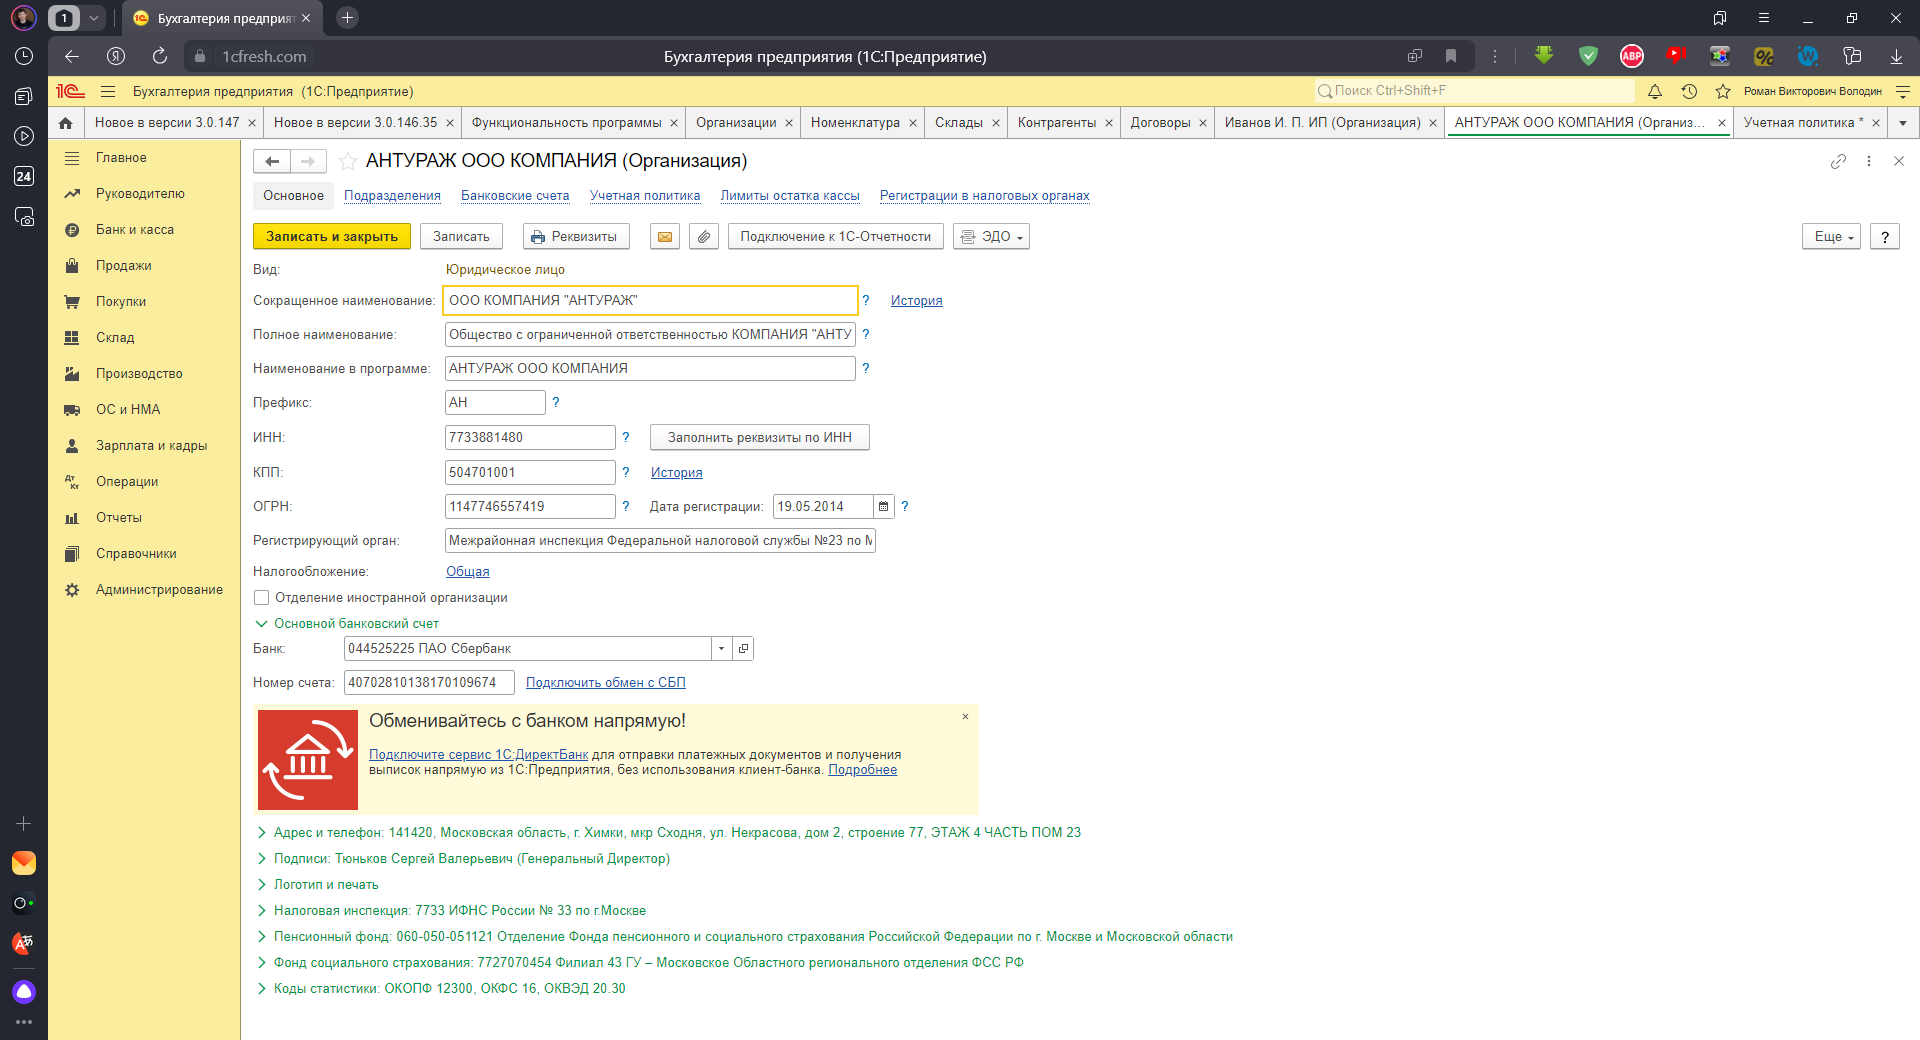 1
Бухгалтерия предприят
1cfresh.com
Бухгалтерия предприятия (1С:Предприятие)
ABP
24
1С
Бухгалтерия предприятия (1С:Предприятие)
Поиск Ctrl+Shift+F
Роман Викторович Володин
Новое в версии 3.0.147
Новое в версии 3.0.146.35
Функциональность программы
Организации
Номенклатура
Склады
Контрагенты
Договоры
Иванов И. П. ИП (Организация)
АНТУРАЖ ООО КОМПАНИЯ (Организ...
Учетная политика *
Главное
Руководителю
Банк и касса
Продажи
Покупки
Склад
Производство
ОС и НМА
Зарплата и кадры
Дт Кт Операции
Отчеты
Справочники
Администрирование
АНТУРАЖ ООО КОМПАНИЯ (Организация)
Основное Подразделения Банковские счета Учетная политика Лимиты остатка кассы Регистрации в налоговых органах
Записать и закрыть Записать Реквизиты Подключение к 1С-Отчетности ЭДО Еще ?
Вид: Юридическое лицо
Сокращенное наименование: ООО КОМПАНИЯ "АНТУРАЖ" ? История
Полное наименование: Общество с ограниченной ответственностью КОМПАНИЯ "АНТУ ?
Наименование в программе: АНТУРАЖ ООО КОМПАНИЯ ?
Префикс: АН ?
ИНН: 7733881480 ? Заполнить реквизиты по ИНН
КПП: 504701001 ? История
ОГРН: 1147746557419 ? Дата регистрации: 19.05.2014 ?
Регистрирующий орган: Межрайонная инспекция Федеральной налоговой службы №23 по М
Налогообложение: Общая
Отделение иностранной организации
Основной банковский счет
Банк: 044525225 ПАО Сбербанк
Номер счета: 40702810138170109674 Подключить обмен с СБП
Обменивайтесь с банком напрямую!
Подключите сервис 1С:ДиректБанк для отправки платежных документов и получения
выписок напрямую из 1С:Предприятия, без использования клиент-банка. Подробнее
Адрес и телефон: 141420, Московская область, г. Химки, мкр Сходня, ул. Некрасова, дом 2, строение 77, ЭТАЖ 4 ЧАСТЬ ПОМ 23
Подписи: Тюньков Сергей Валерьевич (Генеральный Директор)
Логотип и печать
Налоговая инспекция: 7733 ИФНС России № 33 по г.Москве
Пенсионный фонд: 060-050-051121 Отделение Фонда пенсионного и социального страхования Российской Федерации по г. Москве и Московской области
Фонд социального страхования: 7727070454 Филиал 43 ГУ – Московское Областного регионального отделения ФСС РФ
Коды статистики: ОКОПФ 12300, ОКФС 16, ОКВЭД 20.30